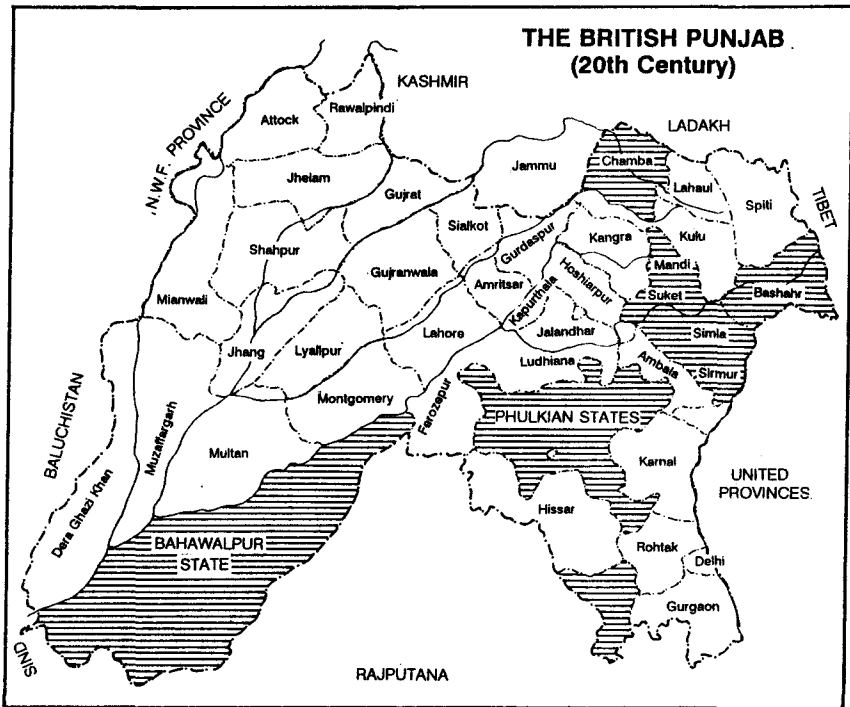 THE BRITISH PUNJAB
(20th Century)
KASHMIR
N.W.F. PROVINCE
Attock
Rawalpindi
LADAKH
Jhelam
Gujrat
Jammu
Chamba
Lahaul
Spiti
TIBET
Shahpur
Sialkot
Gurdaspur
Kangra
Kulu
Gujranwala
Mandi
Mianwali
Amritsar
Kapurthala
Hoshiarpur
Suket
Bashahr
Jhang
Lyallpur
Lahore
Jalandhar
Simla
Ludhiana
Ambala
Sirmur
BALUCHISTAN
Muzaffargarh
Montgomery
Ferozepur
PHULKIAN STATES
Multan
Karnal
UNITED
PROVINCES
Dera Ghazi Khan
Hissar
BAHAWALPUR
STATE
Rohtak
Delhi
Gurgaon
SIND
RAJPUTANA